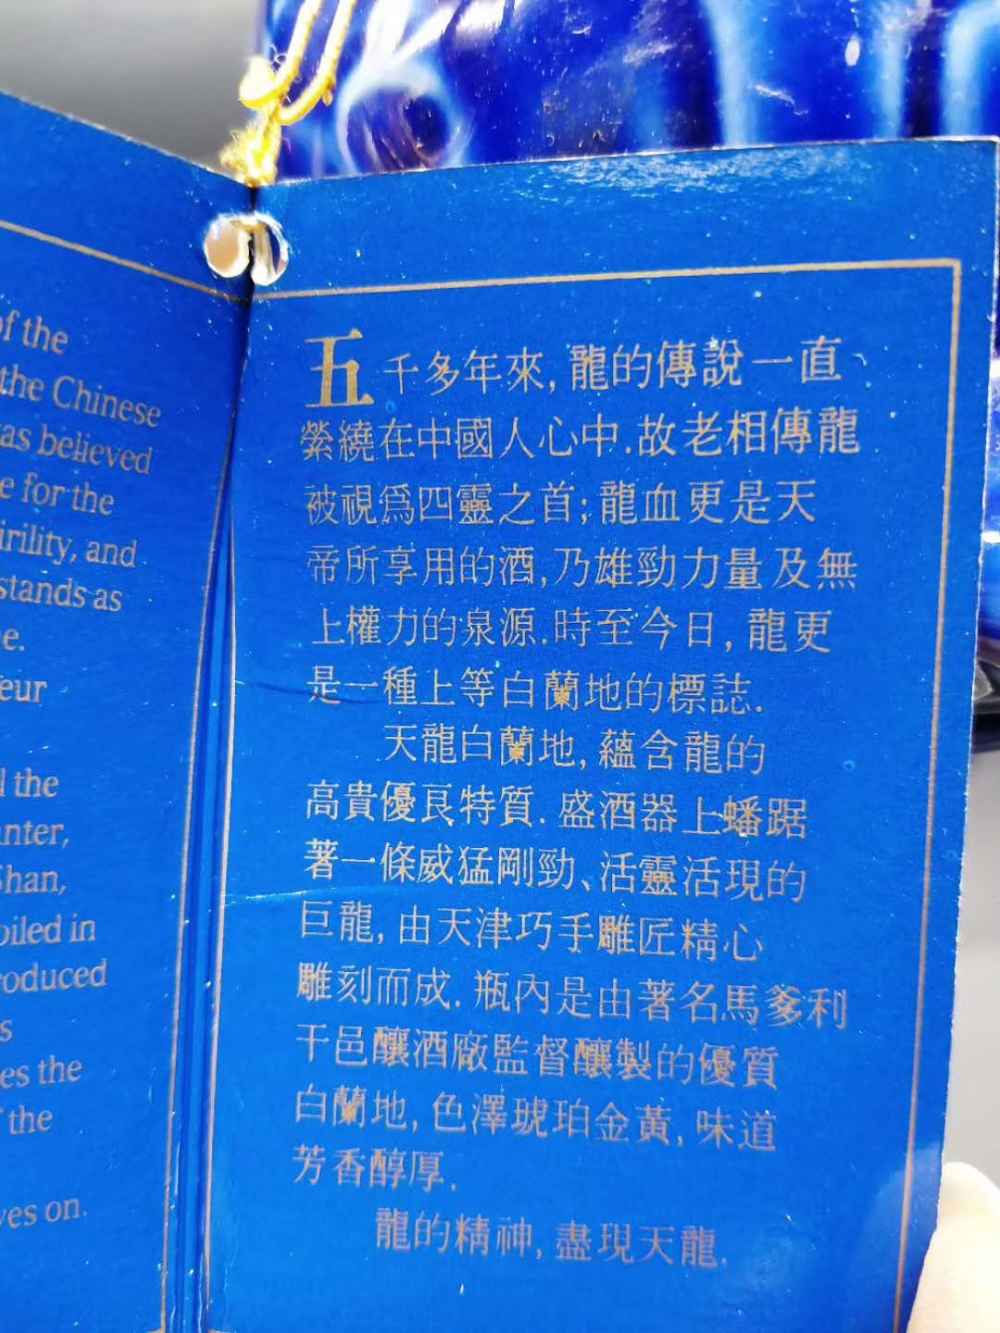 of the
the Chinese
as believed
e for the
irility, and
stands as
e.
eur
d the
nter,
Shan,
oiled in
roduced
s
es the
the
ves on.
五千多年來,龍的傳說一直
縈繞在中國人心中.故老相傳龍
被視爲四靈之首;龍血更是天
帝所享用的酒,乃雄勁力量及無
上權力的泉源.時至今日,龍更
是一種上等白蘭地的標誌.
天龍白蘭地,蘊含龍的
高貴優良特質.盛酒器上蟠踞
著一條威猛剛勁、活靈活現的
巨龍,由天津巧手雕匠精心
雕刻而成.瓶內是由著名馬爹利
干邑釀酒廠監督釀製的優質
白蘭地,色澤琥珀金黃,味道
芳香醇厚.
龍的精神,盡現天龍.